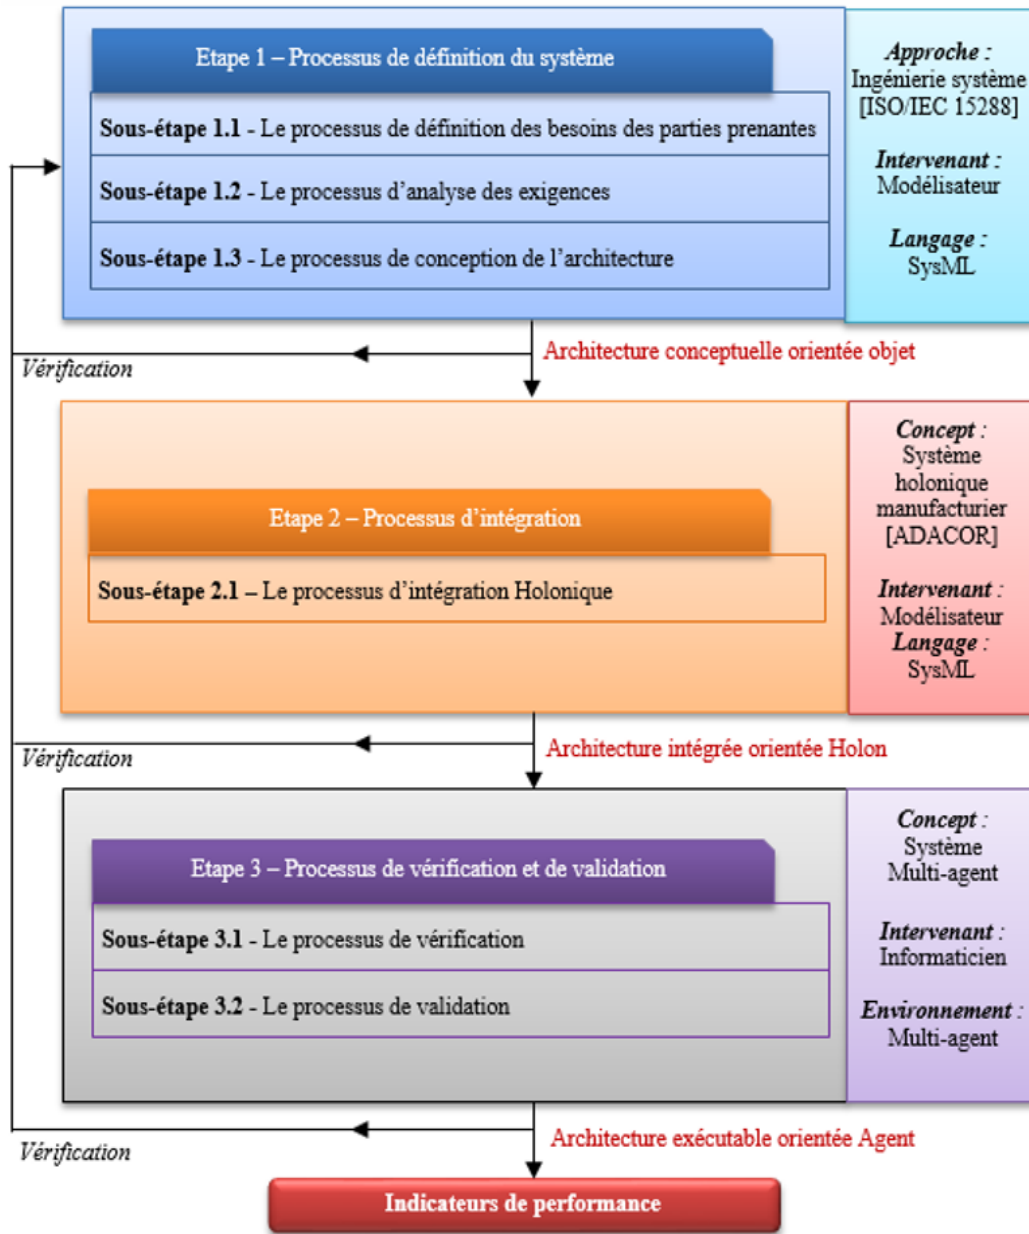 Etape 1 – Processus de définition du système
Sous-étape 1.1 - Le processus de définition des besoins des parties prenantes
Sous-étape 1.2 - Le processus d’analyse des exigences
Sous-étape 1.3 - Le processus de conception de l’architecture
Approche :
Ingénierie système
[ISO/IEC 15288]
Intervenant :
Modélisateur
Langage :
SysML
Vérification
Architecture conceptuelle orientée objet
Etape 2 – Processus d’intégration
Sous-étape 2.1 – Le processus d’intégration Holonique
Concept :
Système
holonique
manufacturier
[ADACOR]
Intervenant :
Modélisateur
Langage :
SysML
Vérification
Architecture intégrée orientée Holon
Etape 3 – Processus de vérification et de validation
Sous-étape 3.1 - Le processus de vérification
Sous-étape 3.2 - Le processus de validation
Concept :
Système
Multi-agent
Intervenant :
Informaticien
Environnement :
Multi-agent
Vérification
Architecture exécutable orientée Agent
Indicateurs de performance